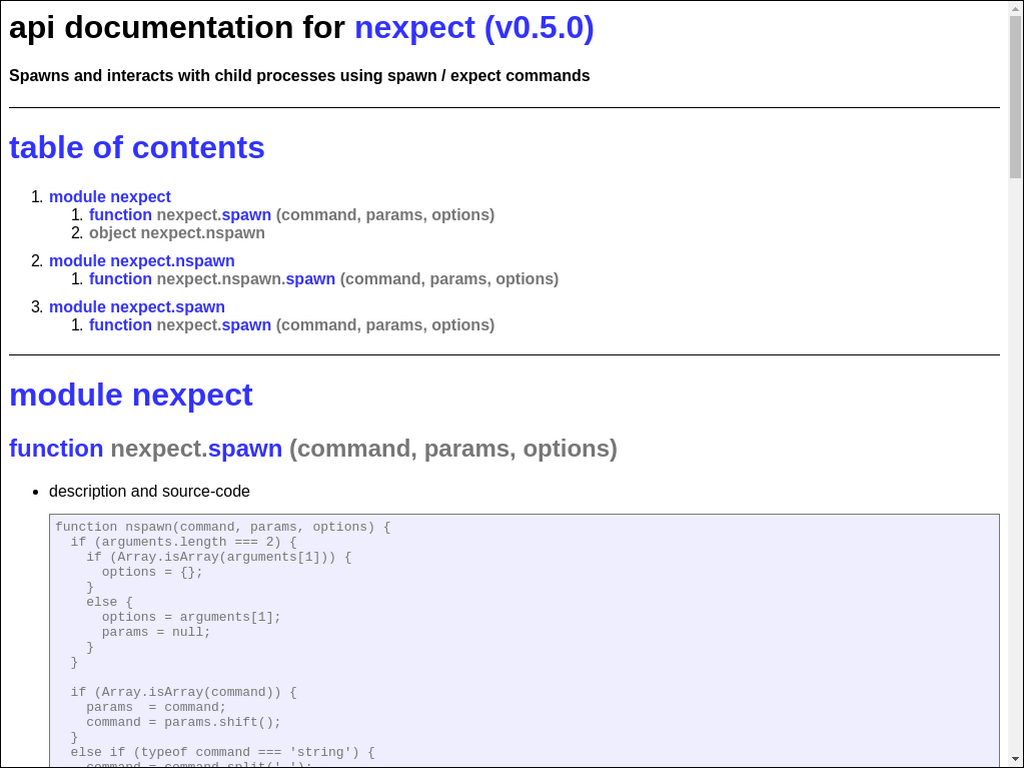 api documentation for nexpect (v0.5.0)
Spawns and interacts with child processes using spawn / expect commands
table of contents
1. module nexpect
1. function nexpect.spawn (command, params, options)
2. object nexpect.nspawn
2. module nexpect.nspawn
1. function nexpect.nspawn.spawn (command, params, options)
3. module nexpect.spawn
1. function nexpect.spawn (command, params, options)
module nexpect
function nexpect.spawn (command, params, options)
• description and source-code
function nspawn(command, params, options) {
  if (arguments.length === 2) {
    if (Array.isArray(arguments[1])) {
      options = {};
    }
    else {
      options = arguments[1];
      params = null;
    }
  }
  if (Array.isArray(command)) {
    params  = command;
    command = params.shift();
  }
  else if (typeof command === 'string') {
    command = command.split(' ');